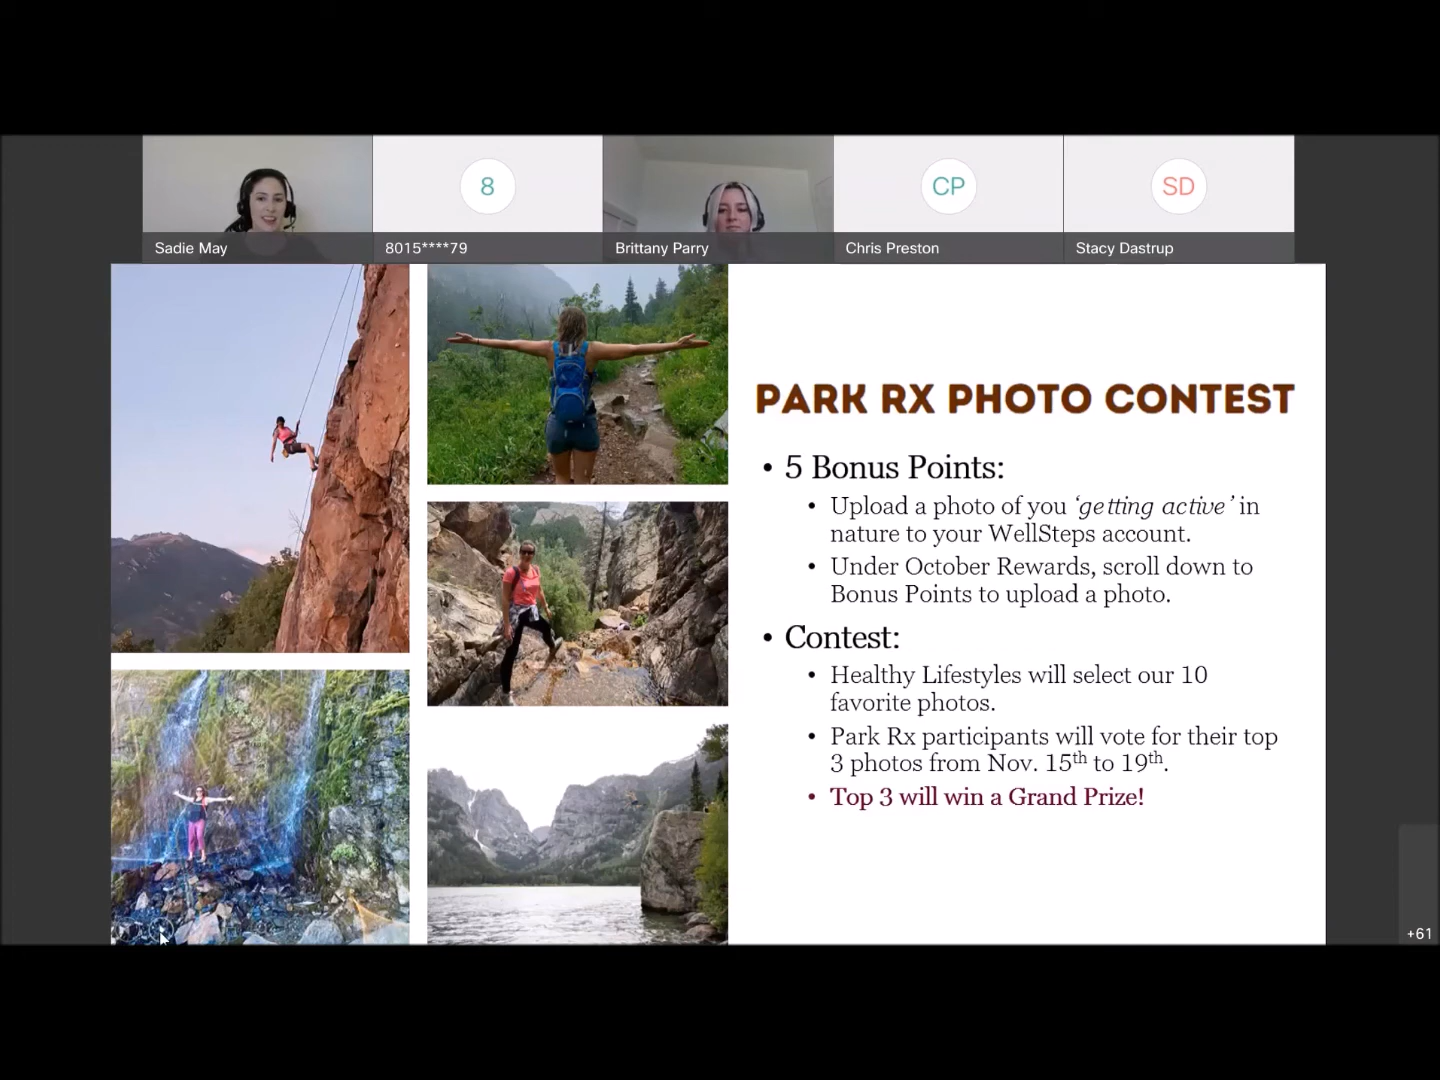 8
CP
SD
Sadie May
8015****79
Brittany Parry
Chris Preston
Stacy Dastrup
PARK RX PHOTO CONTEST
• 5 Bonus Points:
• Upload a photo of you ‘getting active’ in
nature to your WellSteps account.
• Under October Rewards, scroll down to
Bonus Points to upload a photo.
• Contest:
• Healthy Lifestyles will select our 10
favorite photos.
• Park Rx participants will vote for their top
3 photos from Nov. 15th to 19th.
• Top 3 will win a Grand Prize!
+61